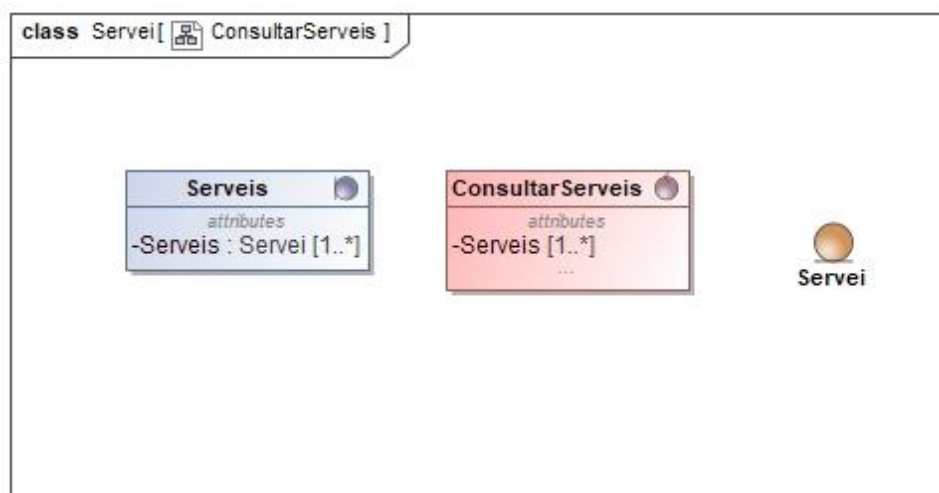 class Servei[ ConsultarServeis ]
Serveis
attributes
-Serveis : Servei [1..*]
ConsultarServeis
attributes
-Serveis [1..*]
...
Servei